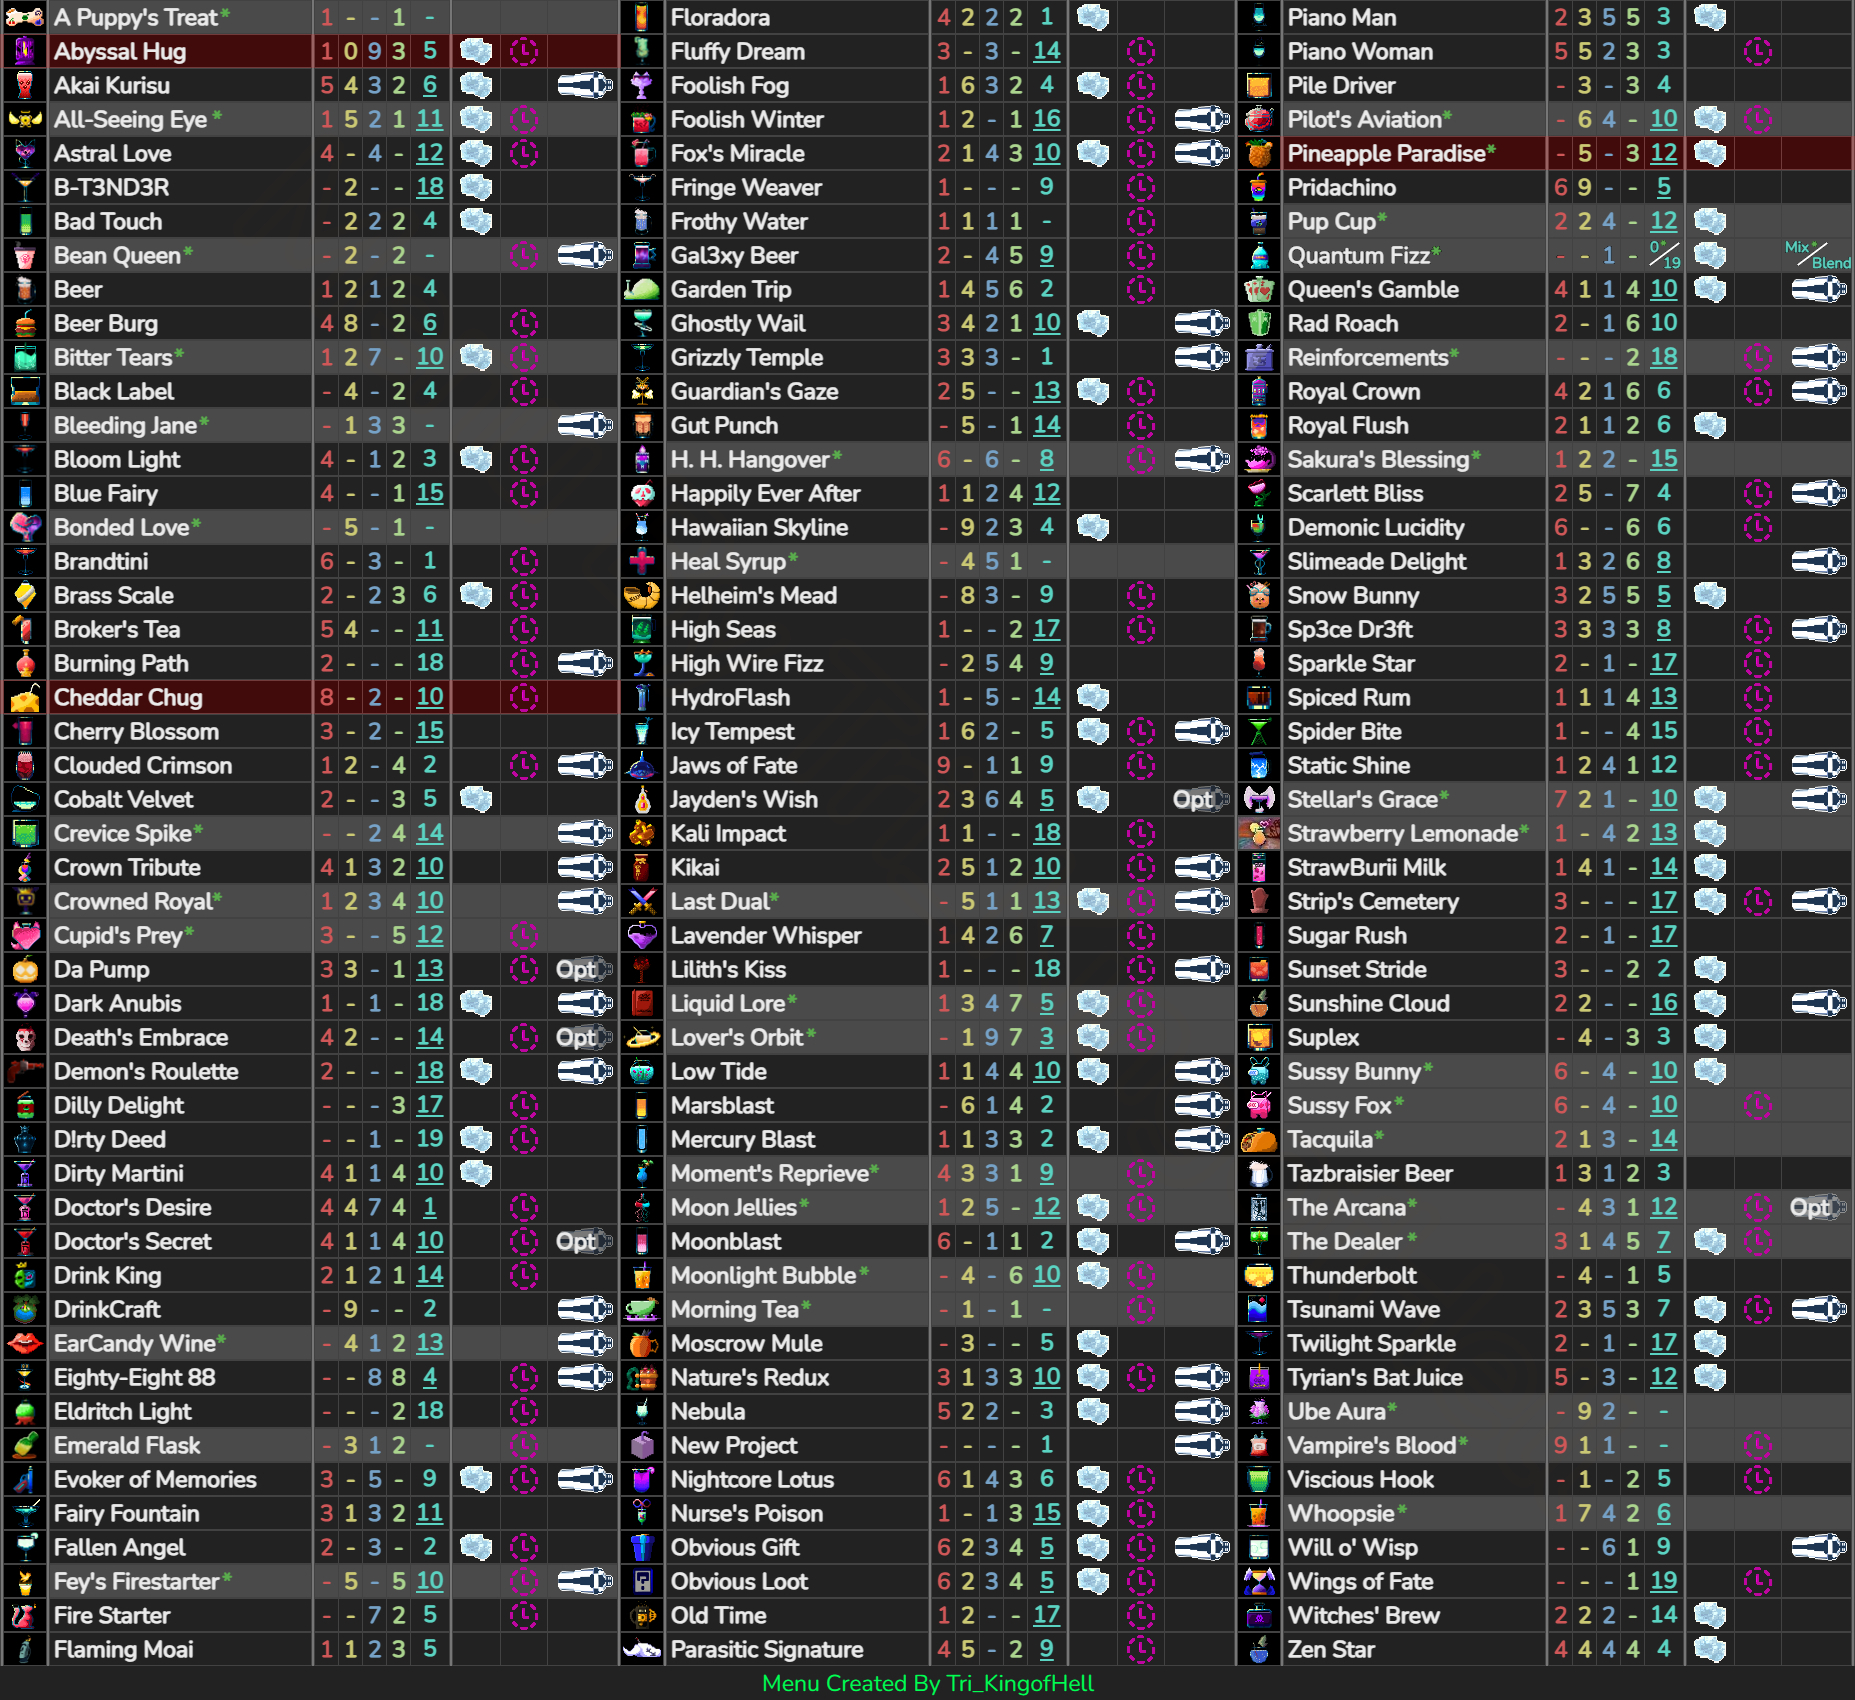 A Puppy's Treat* 1 - - 1 -
Abyssal Hug 1 0 9 3 5
Akai Kurisu 5 4 3 2 6
All-Seeing Eye* 1 5 2 1 11
Astral Love 4 - 4 - 12
B-T3ND3R - 2 - - 18
Bad Touch - 2 2 2 4
Bean Queen* - 2 - 2 -
Beer 1 2 1 2 4
Beer Burg 4 8 - 2 6
Bitter Tears* 1 2 7 - 10
Black Label - 4 - 2 4
Bleeding Jane* - 1 3 3 -
Bloom Light 4 - 1 2 3
Blue Fairy 4 - - 1 15
Bonded Love* - 5 - 1 -
Brandtini 6 - 3 - 1
Brass Scale 2 - 2 3 6
Broker's Tea 5 4 - - 11
Burning Path 2 - - - 18
Cheddar Chug 8 - 2 - 10
Cherry Blossom 3 - 2 - 15
Clouded Crimson 1 2 - 4 2
Cobalt Velvet 2 - - 3 5
Crevice Spike* - - 2 4 14
Crown Tribute 4 1 3 2 10
Crowned Royal* 1 2 3 4 10
Cupid's Prey* 3 - - 5 12
Da Pump 3 3 - 1 13 Opt
Dark Anubis 1 - 1 - 18
Death's Embrace 4 2 - - 14 Opt
Demon's Roulette 2 - - - 18
Dilly Delight - - - 3 17
D!rty Deed - - 1 - 19
Dirty Martini 4 1 1 4 10
Doctor's Desire 4 4 7 4 1
Doctor's Secret 4 1 1 4 10 Opt
Drink King 2 1 2 1 14
DrinkCraft - 9 - - 2
EarCandy Wine* - 4 1 2 13
Eighty-Eight 88 - - 8 8 4
Eldritch Light - - - 2 18
Emerald Flask - 3 1 2 -
Evoker of Memories 3 - 5 - 9
Fairy Fountain 3 1 3 2 11
Fallen Angel 2 - 3 - 2
Fey's Firestarter* - 5 - 5 10
Fire Starter - - 7 2 5
Flaming Moai 1 1 2 3 5
Floradora 4 2 2 2 1
Fluffy Dream 3 - 3 - 14
Foolish Fog 1 6 3 2 4
Foolish Winter 1 2 - 1 16
Fox's Miracle 2 1 4 3 10
Fringe Weaver 1 - - - 9
Frothy Water 1 1 1 1 -
Gal3xy Beer 2 - 4 5 9
Garden Trip 1 4 5 6 2
Ghostly Wail 3 4 2 1 10
Grizzly Temple 3 3 3 - 1
Guardian's Gaze 2 5 - - 13
Gut Punch - 5 - 1 14
H. H. Hangover* 6 - 6 - 8
Happily Ever After 1 1 2 4 12
Hawaiian Skyline - 9 2 3 4
Heal Syrup* - 4 5 1 -
Helheim's Mead - 8 3 - 9
High Seas 1 - - 2 17
High Wire Fizz - 2 5 4 9
HydroFlash 1 - 5 - 14
Icy Tempest 1 6 2 - 5
Jaws of Fate 9 - 1 1 9
Jayden's Wish 2 3 6 4 5 Opt
Kali Impact 1 1 - - 18
Kikai 2 5 1 2 10
Last Dual* - 5 1 1 13
Lavender Whisper 1 4 2 6 7
Lilith's Kiss 1 - - - 18
Liquid Lore* 1 3 4 7 5
Lover's Orbit* - 1 9 7 3
Low Tide 1 1 4 4 10
Marsblast - 6 1 4 2
Mercury Blast 1 1 3 3 2
Moment's Reprieve* 4 3 3 1 9
Moon Jellies* 1 2 5 - 12
Moonblast 6 - 1 1 2
Moonlight Bubble* - 4 - 6 10
Morning Tea* - 1 - 1 -
Moscrow Mule - 3 - - 5
Nature's Redux 3 1 3 3 10
Nebula 5 2 2 - 3
New Project - - - - 1
Nightcore Lotus 6 1 4 3 6
Nurse's Poison 1 - 1 3 15
Obvious Gift 6 2 3 4 5
Obvious Loot 6 2 3 4 5
Old Time 1 2 - - 17
Parasitic Signature 4 5 - 2 9
Piano Man 2 3 5 5 3
Piano Woman 5 5 2 3 3
Pile Driver - 3 - 3 4
Pilot's Aviation* - 6 4 - 10
Pineapple Paradise* - 5 - 3 12
Pridachino 6 9 - - 5
Pup Cup* 2 2 4 - 12
Quantum Fizz* - - 1 - 0*/19 Mix*/Blend
Queen's Gamble 4 1 1 4 10
Rad Roach 2 - 1 6 10
Reinforcements* - - - 2 18
Royal Crown 4 2 1 6 6
Royal Flush 2 1 1 2 6
Sakura's Blessing* 1 2 2 - 15
Scarlett Bliss 2 5 - 7 4
Demonic Lucidity 6 - - 6 6
Slimeade Delight 1 3 2 6 8
Snow Bunny 3 2 5 5 5
Sp3ce Dr3ft 3 3 3 3 8
Sparkle Star 2 - 1 - 17
Spiced Rum 1 1 1 4 13
Spider Bite 1 - - 4 15
Static Shine 1 2 4 1 12
Stellar's Grace* 7 2 1 - 10
Strawberry Lemonade* 1 - 4 2 13
StrawBurii Milk 1 4 1 - 14
Strip's Cemetery 3 - - - 17
Sugar Rush 2 - 1 - 17
Sunset Stride 3 - - 2 2
Sunshine Cloud 2 2 - - 16
Suplex - 4 - 3 3
Sussy Bunny* 6 - 4 - 10
Sussy Fox* 6 - 4 - 10
Tacquila* 2 1 3 - 14
Tazbraisier Beer 1 3 1 2 3
The Arcana* - 4 3 1 12 Opt
The Dealer* 3 1 4 5 7
Thunderbolt - 4 - 1 5
Tsunami Wave 2 3 5 3 7
Twilight Sparkle 2 - 1 - 17
Tyrian's Bat Juice 5 - 3 - 12
Ube Aura* - 9 2 - -
Vampire's Blood* 9 1 1 - -
Viscious Hook - 1 - 2 5
Whoopsie* 1 7 4 2 6
Will o' Wisp - - 6 1 9
Wings of Fate - - - 1 19
Witches' Brew 2 2 2 - 14
Zen Star 4 4 4 4 4
Menu Created By Tri_KingofHell